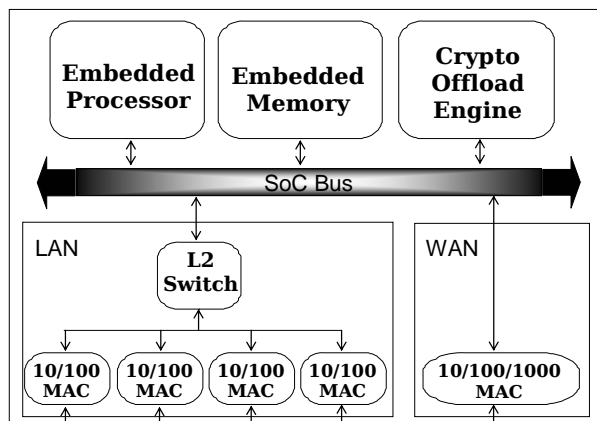 Embedded
Processor
Embedded
Memory
Crypto
Offload
Engine
SoC Bus
LAN
L2
Switch
10/100
MAC
10/100
MAC
10/100
MAC
10/100
MAC
WAN
10/100/1000
MAC